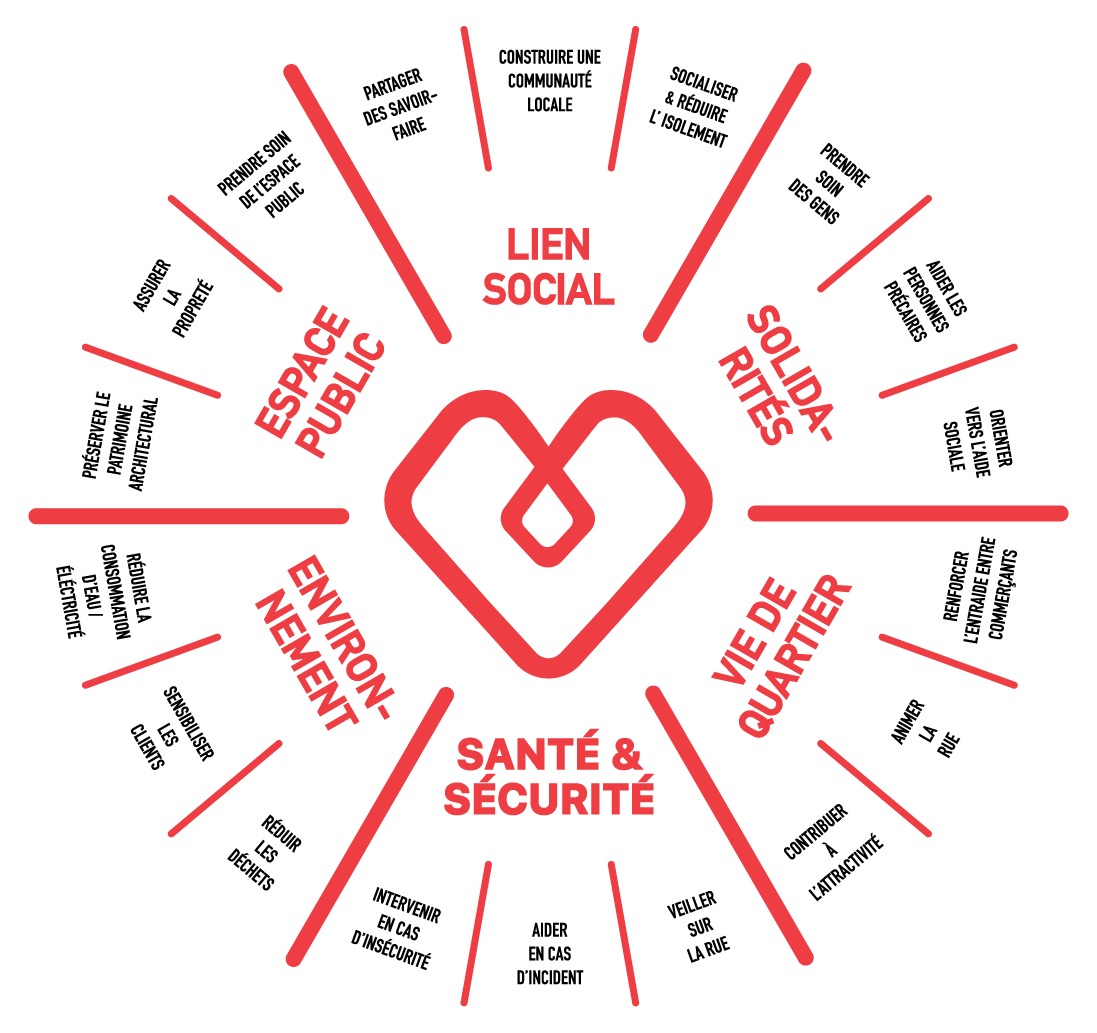 LIEN
SOCIAL
PARTAGER
DES SAVOIR-
FAIRE
CONSTRUIRE UNE
COMMUNAUTÉ
LOCALE
SOCIALISER
& RÉDUIRE
L' ISOLEMENT
SOLIDA-
RITÉS
PRENDRE
SOIN
DES GENS
AIDER LES
PERSONNES
PRÉCAIRES
ORIENTER
VERS L'AIDE
SOCIALE
VIE DE
QUARTIER
RENFORCER
L'ENTRAIDE ENTRE
COMMERÇANTS
ANIMER
LA
RUE
CONTRIBUER
À
L'ATTRACTIVITÉ
SANTÉ &
SÉCURITÉ
VEILLER
SUR
LA RUE
AIDER
EN CAS
D'INCIDENT
INTERVENIR
EN CAS
D'INSÉCURITÉ
ENVIRON-
NEMENT
RÉDUIR
LES
DÉCHETS
SENSIBILISER
LES
CLIENTS
RÉDUIRE LA
CONSOMMATION
D'EAU /
ÉLÉCTRICITÉ
ESPACE
PUBLIC
PRÉSERVER LE
PATRIMOINE
ARCHITECTURAL
ASSURER
LA
PROPRETÉ
PRENDRE SOIN
DE l'ESPACE
PUBLIC